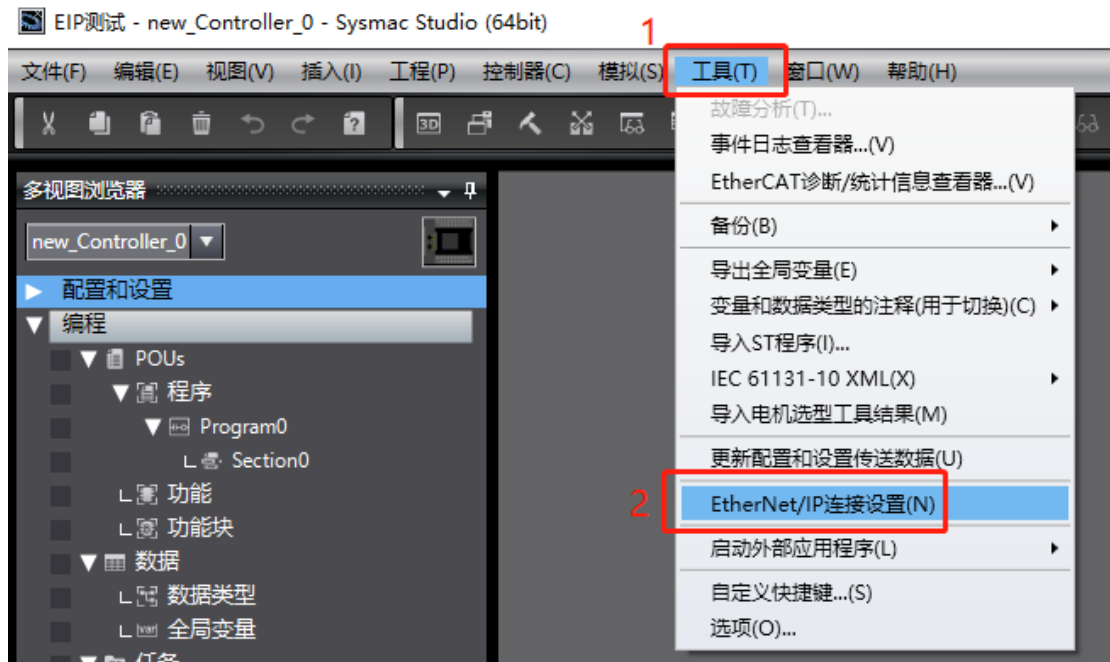 EIP测试 - new_Controller_0 - Sysmac Studio (64bit)
1
文件(F) 编辑(E) 视图(V) 插入(I) 工程(P) 控制器(C) 模拟(S) 工具(T) 窗口(W) 帮助(H)
3D
多视图浏览器
new_Controller_0
配置和设置
编程
POUs
程序
Program0
Section0
功能
功能块
数据
数据类型
全局变量
任务
故障分析(T)...
事件日志查看器...(V)
EtherCAT诊断/统计信息查看器...(V)
备份(B)
导出全局变量(E)
变量和数据类型的注释(用于切换)(C)
导入ST程序(I)...
IEC 61131-10 XML(X)
导入电机选型工具结果(M)
更新配置和设置传送数据(U)
2
EtherNet/IP连接设置(N)
启动外部应用程序(L)
自定义快捷键...(S)
选项(O)...